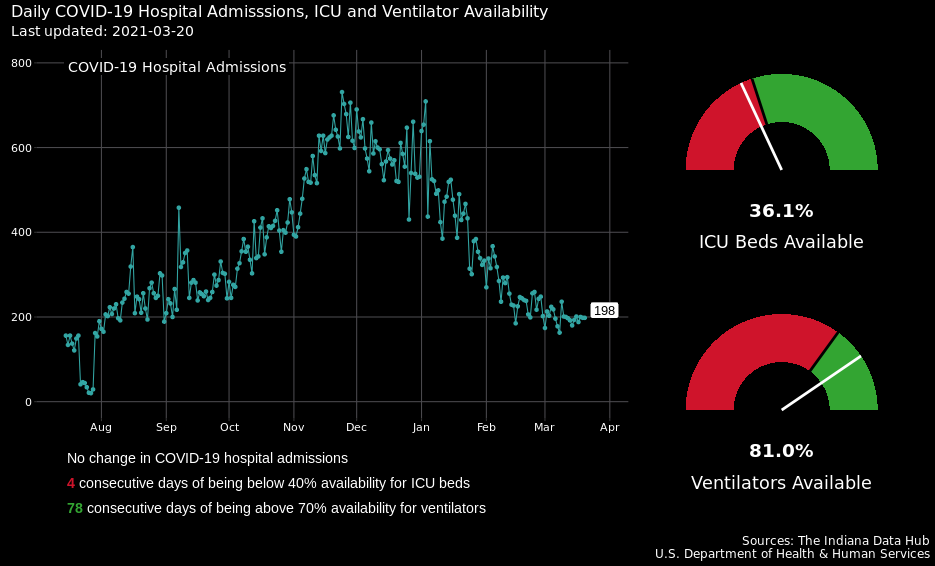 Daily COVID-19 Hospital Admisssions, ICU and Ventilator Availability
Last updated: 2021-03-20
COVID-19 Hospital Admissions
800
600
400
200
0
198
Aug Sep Oct Nov Dec Jan Feb Mar Apr
36.1%
ICU Beds Available
81.0%
Ventilators Available
No change in COVID-19 hospital admissions
4 consecutive days of being below 40% availability for ICU beds
78 consecutive days of being above 70% availability for ventilators
Sources: The Indiana Data Hub
U.S. Department of Health & Human Services